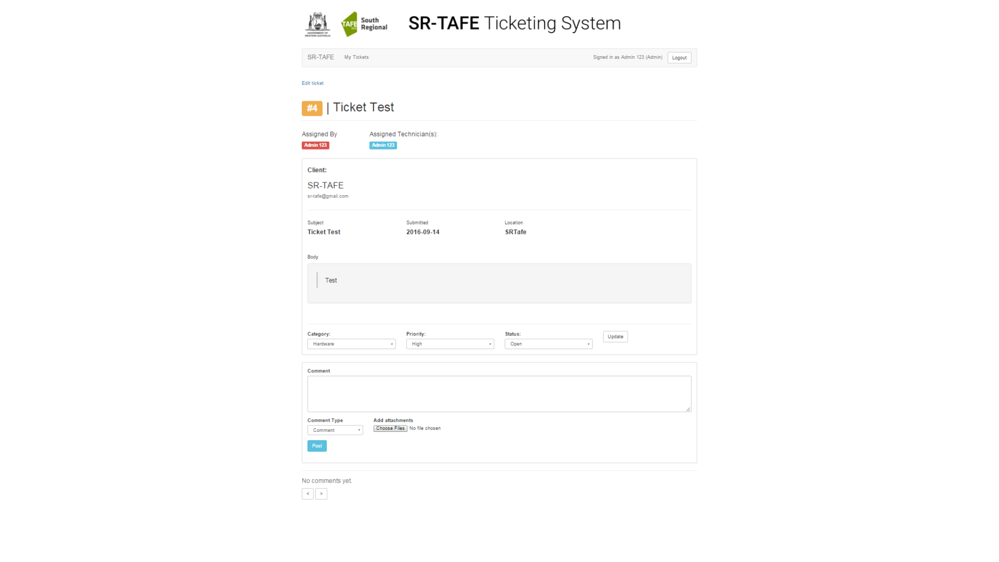 GOVERNMENT OF
WESTERN AUSTRALIA
TAFE
WA
South
Regional
SR-TAFE Ticketing System
SR-TAFE My Tickets Signed in as Admin 123 (Admin) Logout
Edit ticket
#4 | Ticket Test
Assigned By Assigned Technician(s):
Admin 123 Admin 123
Client:
SR-TAFE
sr-tafe@gmail.com
Subject Submitted Location
Ticket Test 2016-09-14 SRTafe
Body
Test
Category: Priority: Status:
Hardware High Open Update
Comment
Comment Type Add attachments
Comment Choose Files No file chosen
Post
No comments yet.
< >